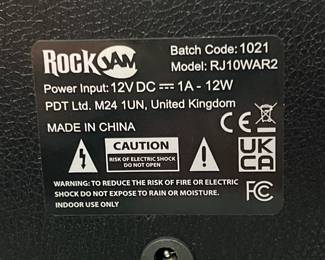 RockJAM
Batch Code: 1021
Model: RJ10WAR2
Power Input: 12V DC ⎓ 1A - 12W
PDT Ltd. M24 1UN, United Kingdom
MADE IN CHINA
CE
CAUTION
RISK OF ELECTRIC SHOCK
DO NOT OPEN
UK
CA
WARNING: TO REDUCE THE RISK OF FIRE OR ELECTRIC
SHOCK DO NOT EXPOSE TO RAIN OR MOISTURE.
INDOOR USE ONLY
FC